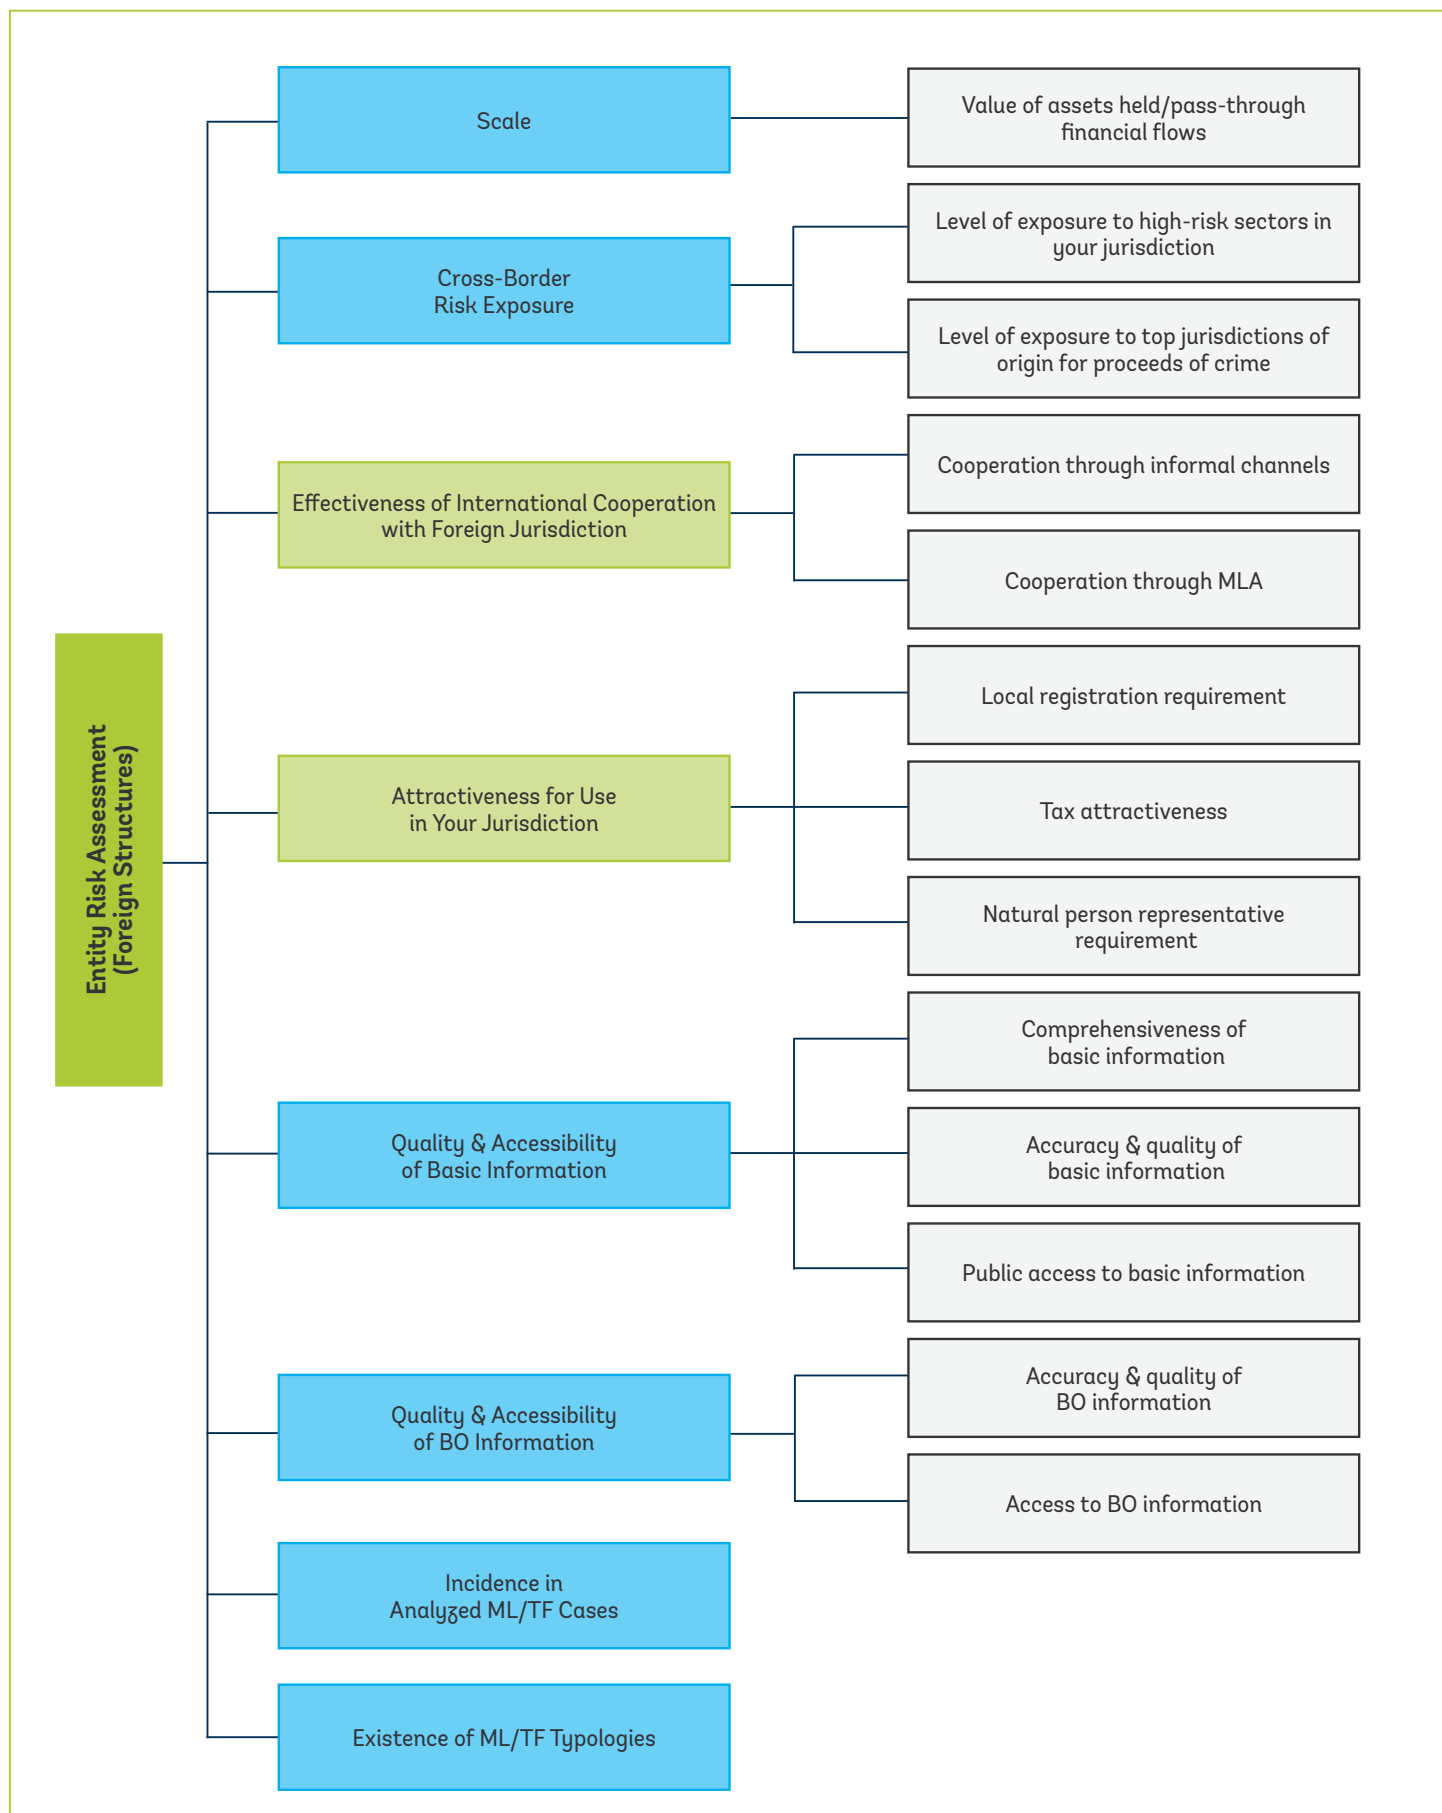 Entity Risk Assessment
(Foreign Structures)
Scale
Value of assets held/pass-through
financial flows
Cross-Border
Risk Exposure
Level of exposure to high-risk sectors in
your jurisdiction
Level of exposure to top jurisdictions of
origin for proceeds of crime
Effectiveness of International Cooperation
with Foreign Jurisdiction
Cooperation through informal channels
Cooperation through MLA
Attractiveness for Use
in Your Jurisdiction
Local registration requirement
Tax attractiveness
Natural person representative
requirement
Quality & Accessibility
of Basic Information
Comprehensiveness of
basic information
Accuracy & quality of
basic information
Public access to basic information
Quality & Accessibility
of BO Information
Accuracy & quality of
BO information
Access to BO information
Incidence in
Analyzed ML/TF Cases
Existence of ML/TF Typologies